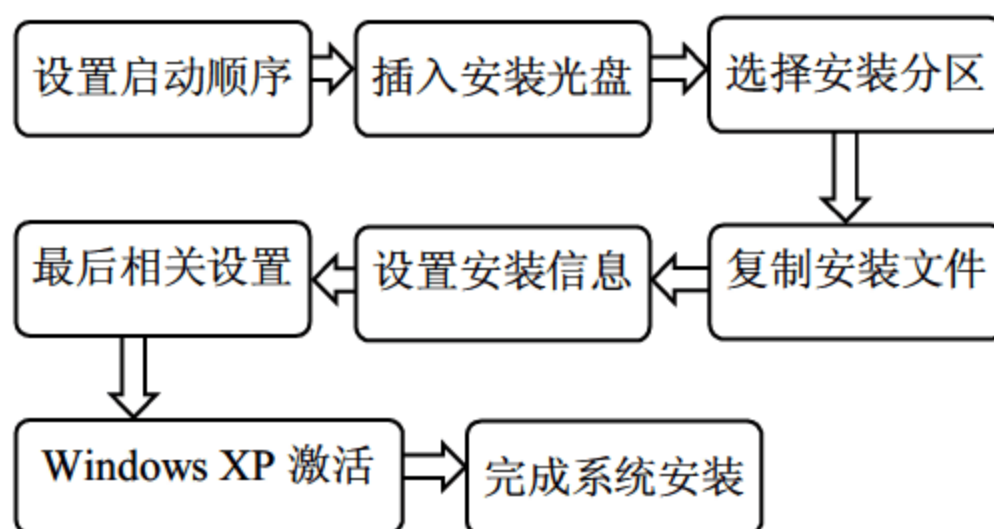 设置启动顺序
插入安装光盘
选择安装分区
复制安装文件
设置安装信息
最后相关设置
Windows XP 激活
完成系统安装